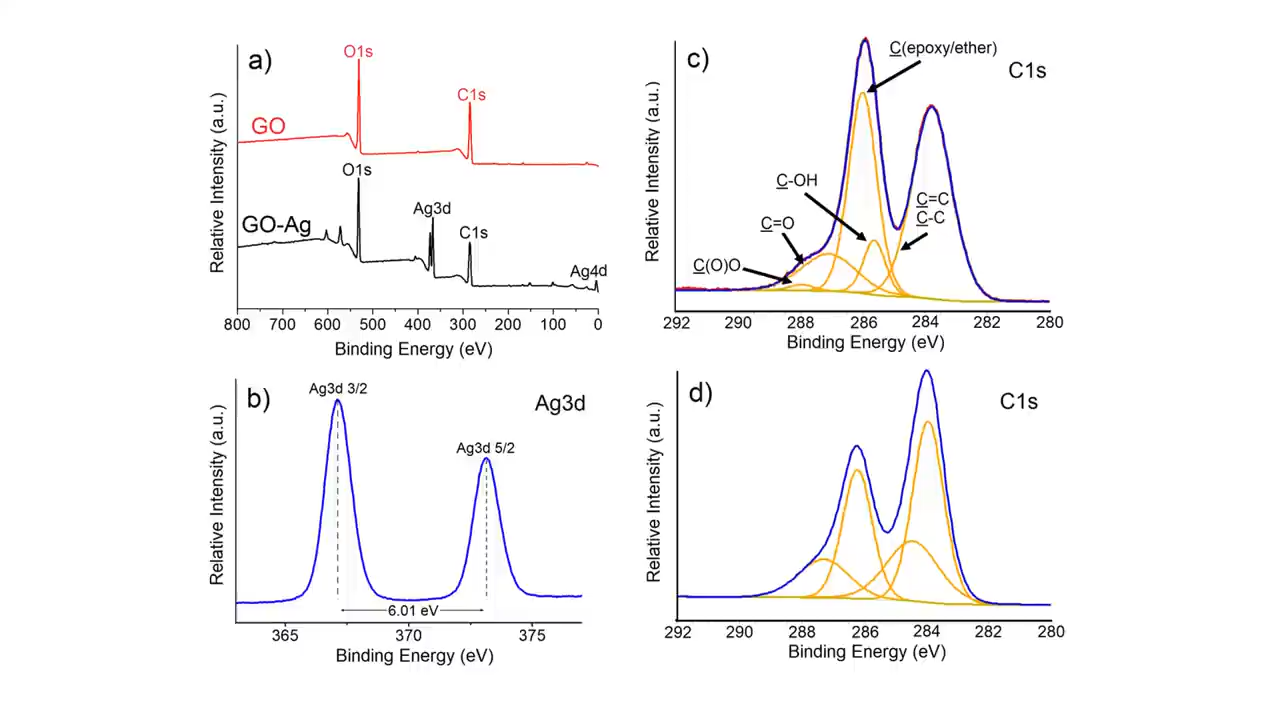 a)
O1s
C1s
GO
O1s
GO-Ag
Ag3d
C1s
Ag4d
Relative Intensity (a.u.)
800 700 600 500 400 300 200 100 0
Binding Energy (eV)
b)
Ag3d 3/2
Ag3d
Ag3d 5/2
6.01 eV
Relative Intensity (a.u.)
365 370 375
Binding Energy (eV)
c)
C(epoxy/ether)
C1s
C-OH
C=C
C-C
C=O
C(O)O
Relative Intensity (a.u.)
292 290 288 286 284 282 280
Binding Energy (eV)
d)
C1s
Relative Intensity (a.u.)
292 290 288 286 284 282 280
Binding Energy (eV)